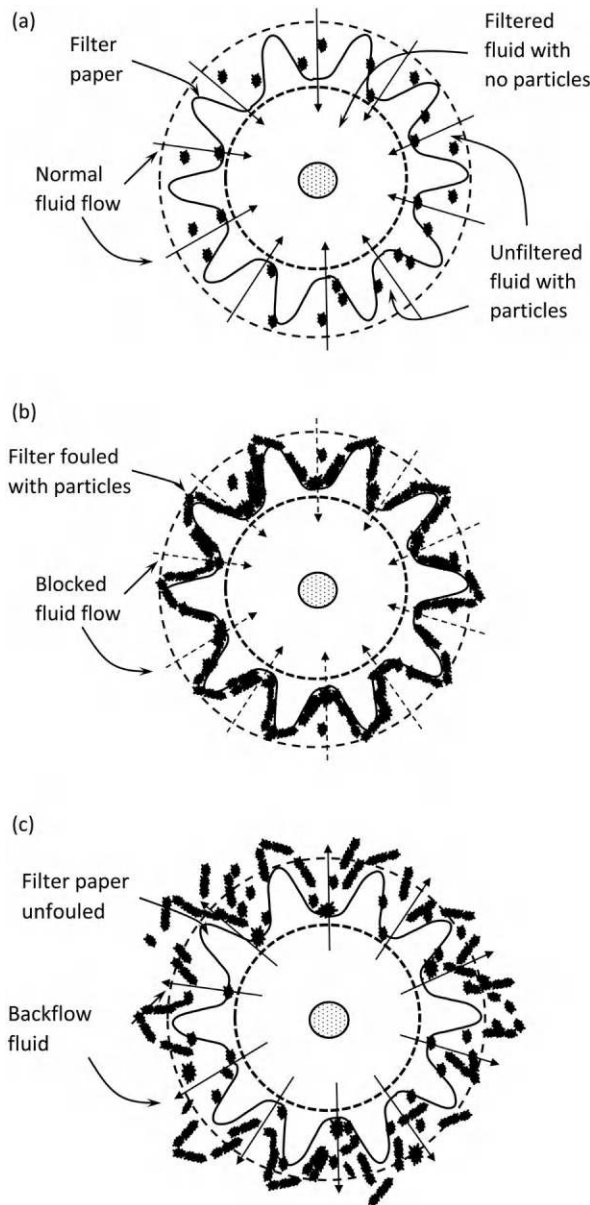 (a)
Filter
paper
Filtered
fluid with
no particles
Normal
fluid flow
Unfiltered
fluid with
particles
(b)
Filter fouled
with particles
Blocked
fluid flow
(c)
Filter paper
unfouled
Backflow
fluid